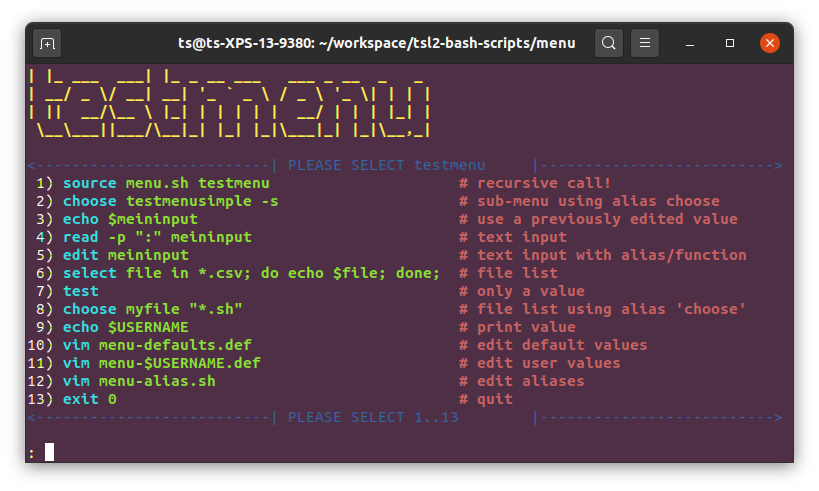 ts@ts-XPS-13-9380: ~/workspace/tsl2-bash-scripts/menu
testmenu
<--------------------------| PLEASE SELECT testmenu     |-------------------------->
1) source menu.sh testmenu # recursive call!
2) choose testmenusimple -s # sub-menu using alias choose
3) echo $meininput # use a previously edited value
4) read -p ":" meininput # text input
5) edit meininput # text input with alias/function
6) select file in *.csv; do echo $file; done; # file list
7) test # only a value
8) choose myfile "*.sh" # file list using alias 'choose'
9) echo $USERNAME # print value
10) vim menu-defaults.def # edit default values
11) vim menu-$USERNAME.def # edit user values
12) vim menu-alias.sh # edit aliases
13) exit 0 # quit
<--------------------------| PLEASE SELECT 1..13        |-------------------------->
: